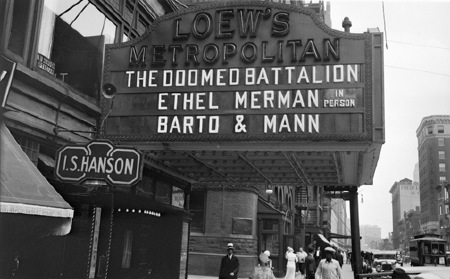 LOEW'S
METROPOLITAN
THE DOOMED BATTALION
ETHEL MERMAN IN PERSON
BARTO & MANN
I.S. HANSON